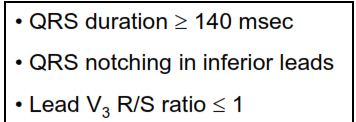 • QRS duration ≥ 140 msec
• QRS notching in inferior leads
• Lead V₃ R/S ratio ≤ 1